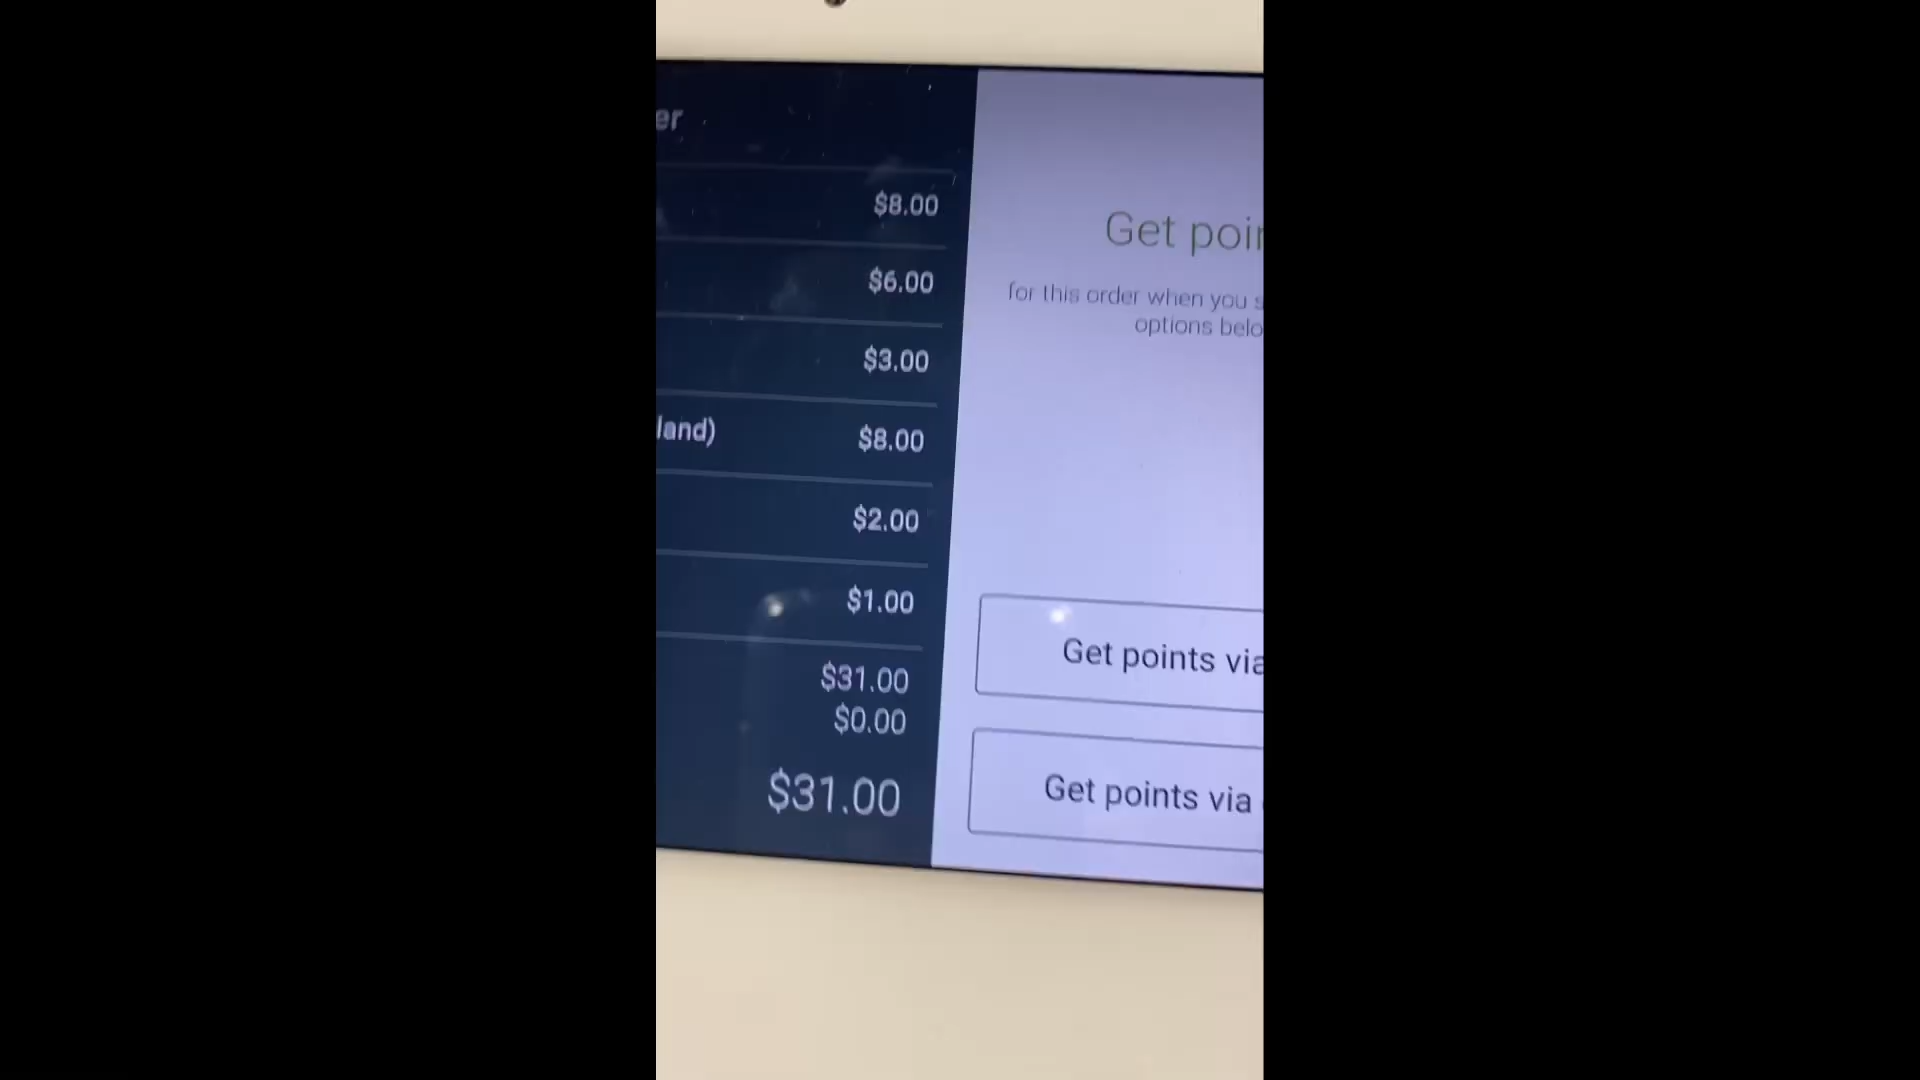 er
$8.00
$6.00
$3.00
land) $8.00
$2.00
$1.00
$31.00
$0.00
$31.00
Get poin
for this order when you s
options belo
Get points via
Get points via